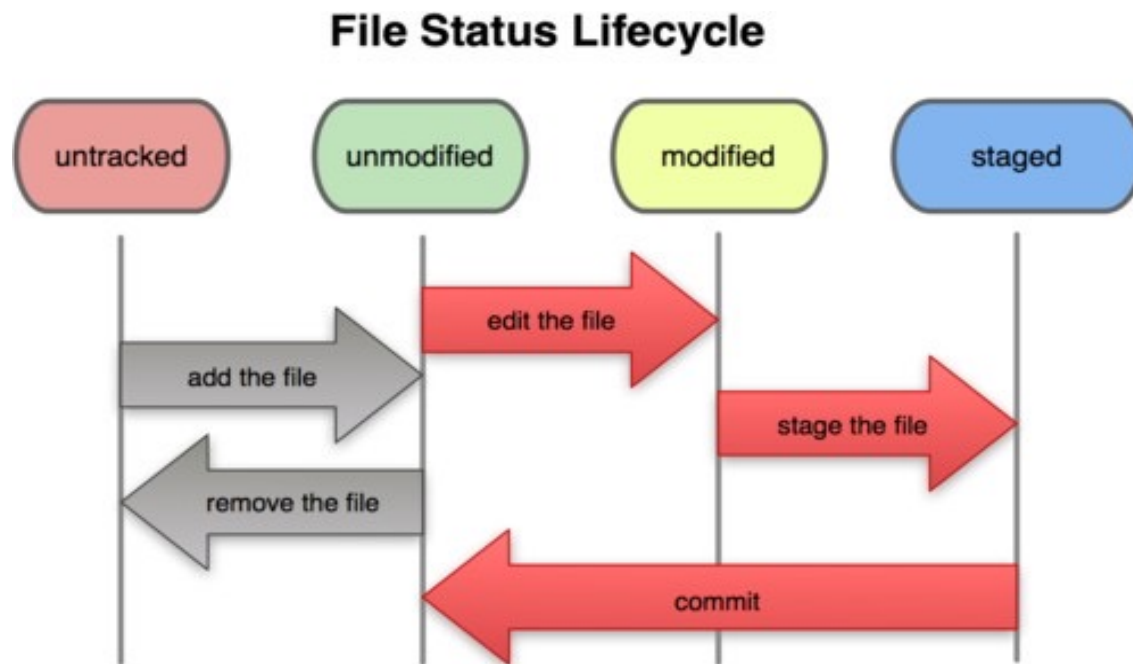 File Status Lifecycle
untracked
unmodified
modified
staged
edit the file
add the file
stage the file
remove the file
commit